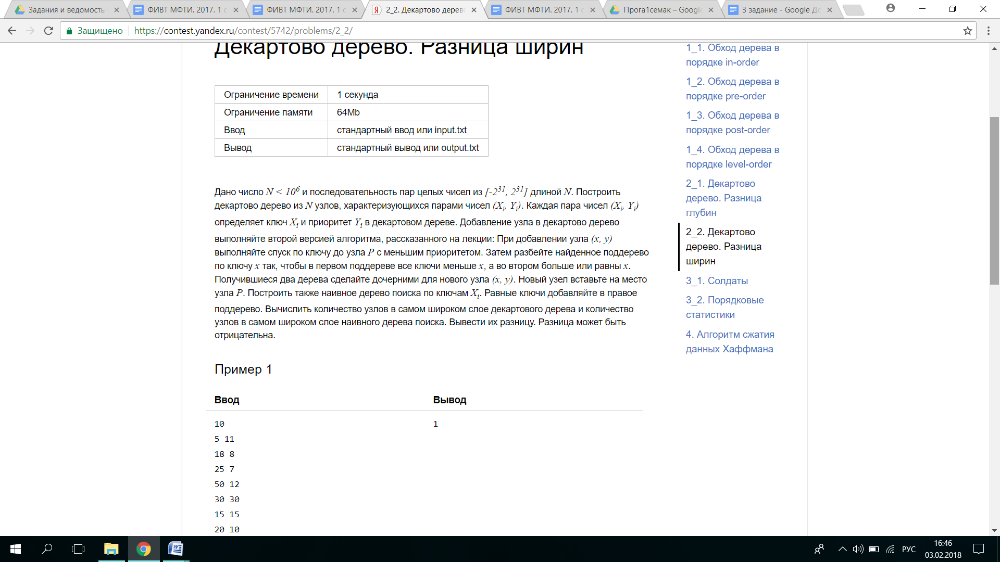 Задания и ведомость
ФИВТ МФТИ. 2017. 1 с
ФИВТ МФТИ. 2017. 1 с
2_2. Декартово дерево
ФИВТ МФТИ. 2017. 1 с
Прога1семак – Google
3 задание - Google До
Защищено
https://contest.yandex.ru/contest/5742/problems/2_2/
Декартово дерево. Разница ширин
Ограничение времени 1 секунда
Ограничение памяти 64Mb
Ввод стандартный ввод или input.txt
Вывод стандартный вывод или output.txt
Дано число N < 10^6 и последовательность пар целых чисел из [-2^31, 2^31] длиной N. Построить
декартово дерево из N узлов, характеризующихся парами чисел (X_i, Y_i). Каждая пара чисел (X_i, Y_i)
определяет ключ X_i и приоритет Y_i в декартовом дереве. Добавление узла в декартово дерево
выполняйте второй версией алгоритма, рассказанного на лекции: При добавлении узла (x, y)
выполняйте спуск по ключу до узла P с меньшим приоритетом. Затем разбейте найденное поддерево
по ключу x так, чтобы в первом поддереве все ключи меньше x, а во втором больше или равны x.
Получившиеся два дерева сделайте дочерними для нового узла (x, y). Новый узел вставьте на место
узла P. Построить также наивное дерево поиска по ключам X_i. Равные ключи добавляйте в правое
поддерево. Вычислить количество узлов в самом широком слое декартового дерева и количество
узлов в самом широком слое наивного дерева поиска. Вывести их разницу. Разница может быть
отрицательна.
Пример 1
Ввод Вывод
10 1
5 11
18 8
25 7
50 12
30 30
15 15
20 10
1_1. Обход дерева в
порядке in-order
1_2. Обход дерева в
порядке pre-order
1_3. Обход дерева в
порядке post-order
1_4. Обход дерева в
порядке level-order
2_1. Декартово
дерево. Разница
глубин
2_2. Декартово
дерево. Разница
ширин
3_1. Солдаты
3_2. Порядковые
статистики
4. Алгоритм сжатия
данных Хаффмана
РУС
16:46
03.02.2018